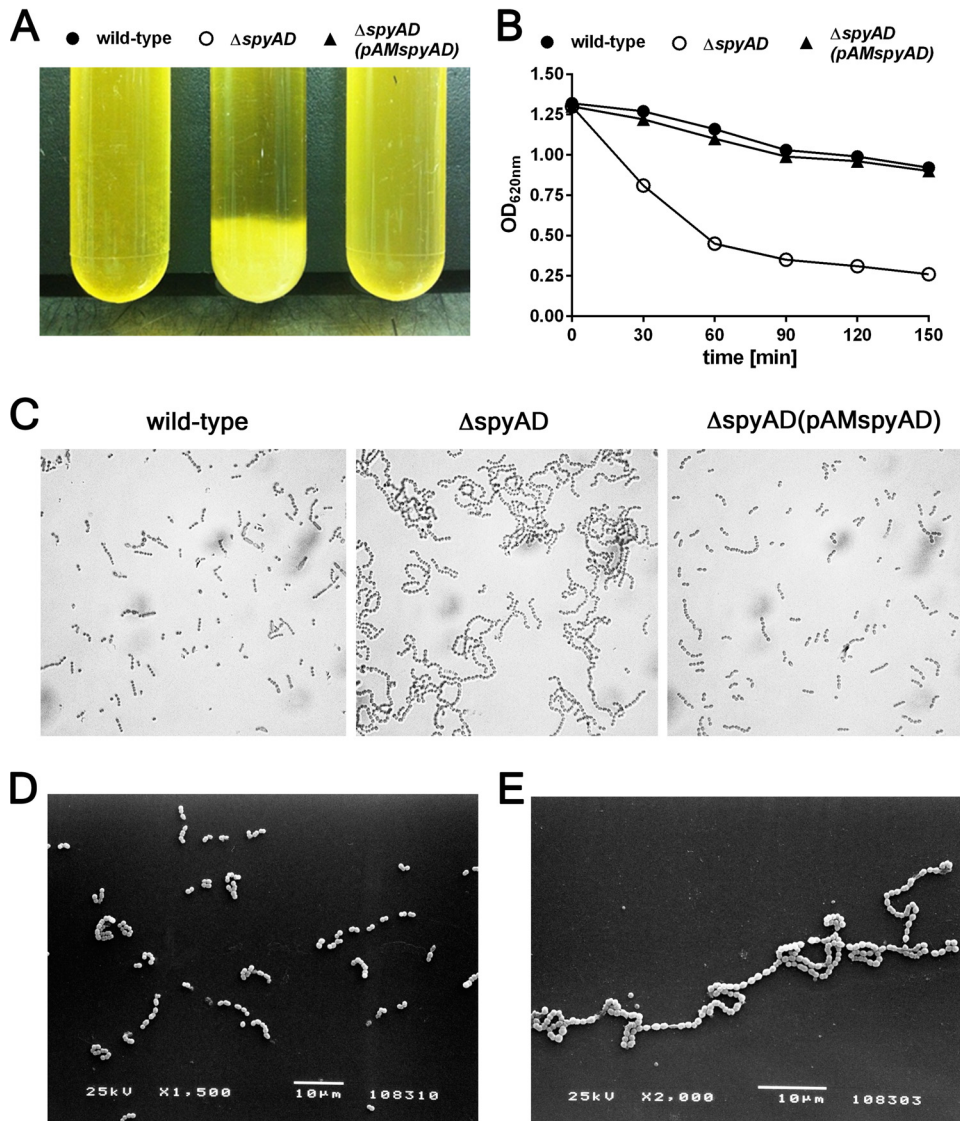 A
● wild-type ○ ΔspyAD ▲ ΔspyAD (pAMspyAD)
B
● wild-type ○ ΔspyAD ▲ ΔspyAD (pAMspyAD)
1.50
1.25
1.00
0.75
0.50
0.25
0.00
OD620nm
0 30 60 90 120 150
time [min]
C
wild-type ΔspyAD ΔspyAD(pAMspyAD)
D
25kV X1,500 10μm 108310
E
25kV X2,000 10μm 108303